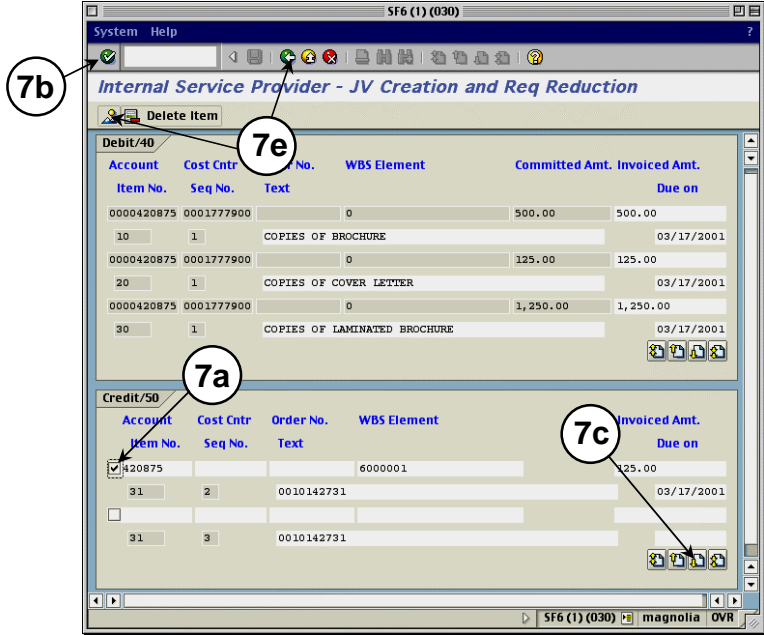 SF6 (1) (030)
System Help ?
7b
Internal Service Provider - JV Creation and Req Reduction
Delete Item
7e
Debit/40
Account Cost Cntr No. WBS Element Committed Amt. Invoiced Amt.
Item No. Seq No. Text Due on
0000420875 0001777900 0 500.00 500.00
10 1 COPIES OF BROCHURE 03/17/2001
0000420875 0001777900 0 125.00 125.00
20 1 COPIES OF COVER LETTER 03/17/2001
0000420875 0001777900 0 1,250.00 1,250.00
30 1 COPIES OF LAMINATED BROCHURE 03/17/2001
7a
Credit/50
Account Cost Cntr Order No. WBS Element Invoiced Amt.
7c
Item No. Seq No. Text Due on
420875 6000001 125.00
31 2 0010142731 03/17/2001
31 3 0010142731
SF6 (1) (030) magnolia OVR